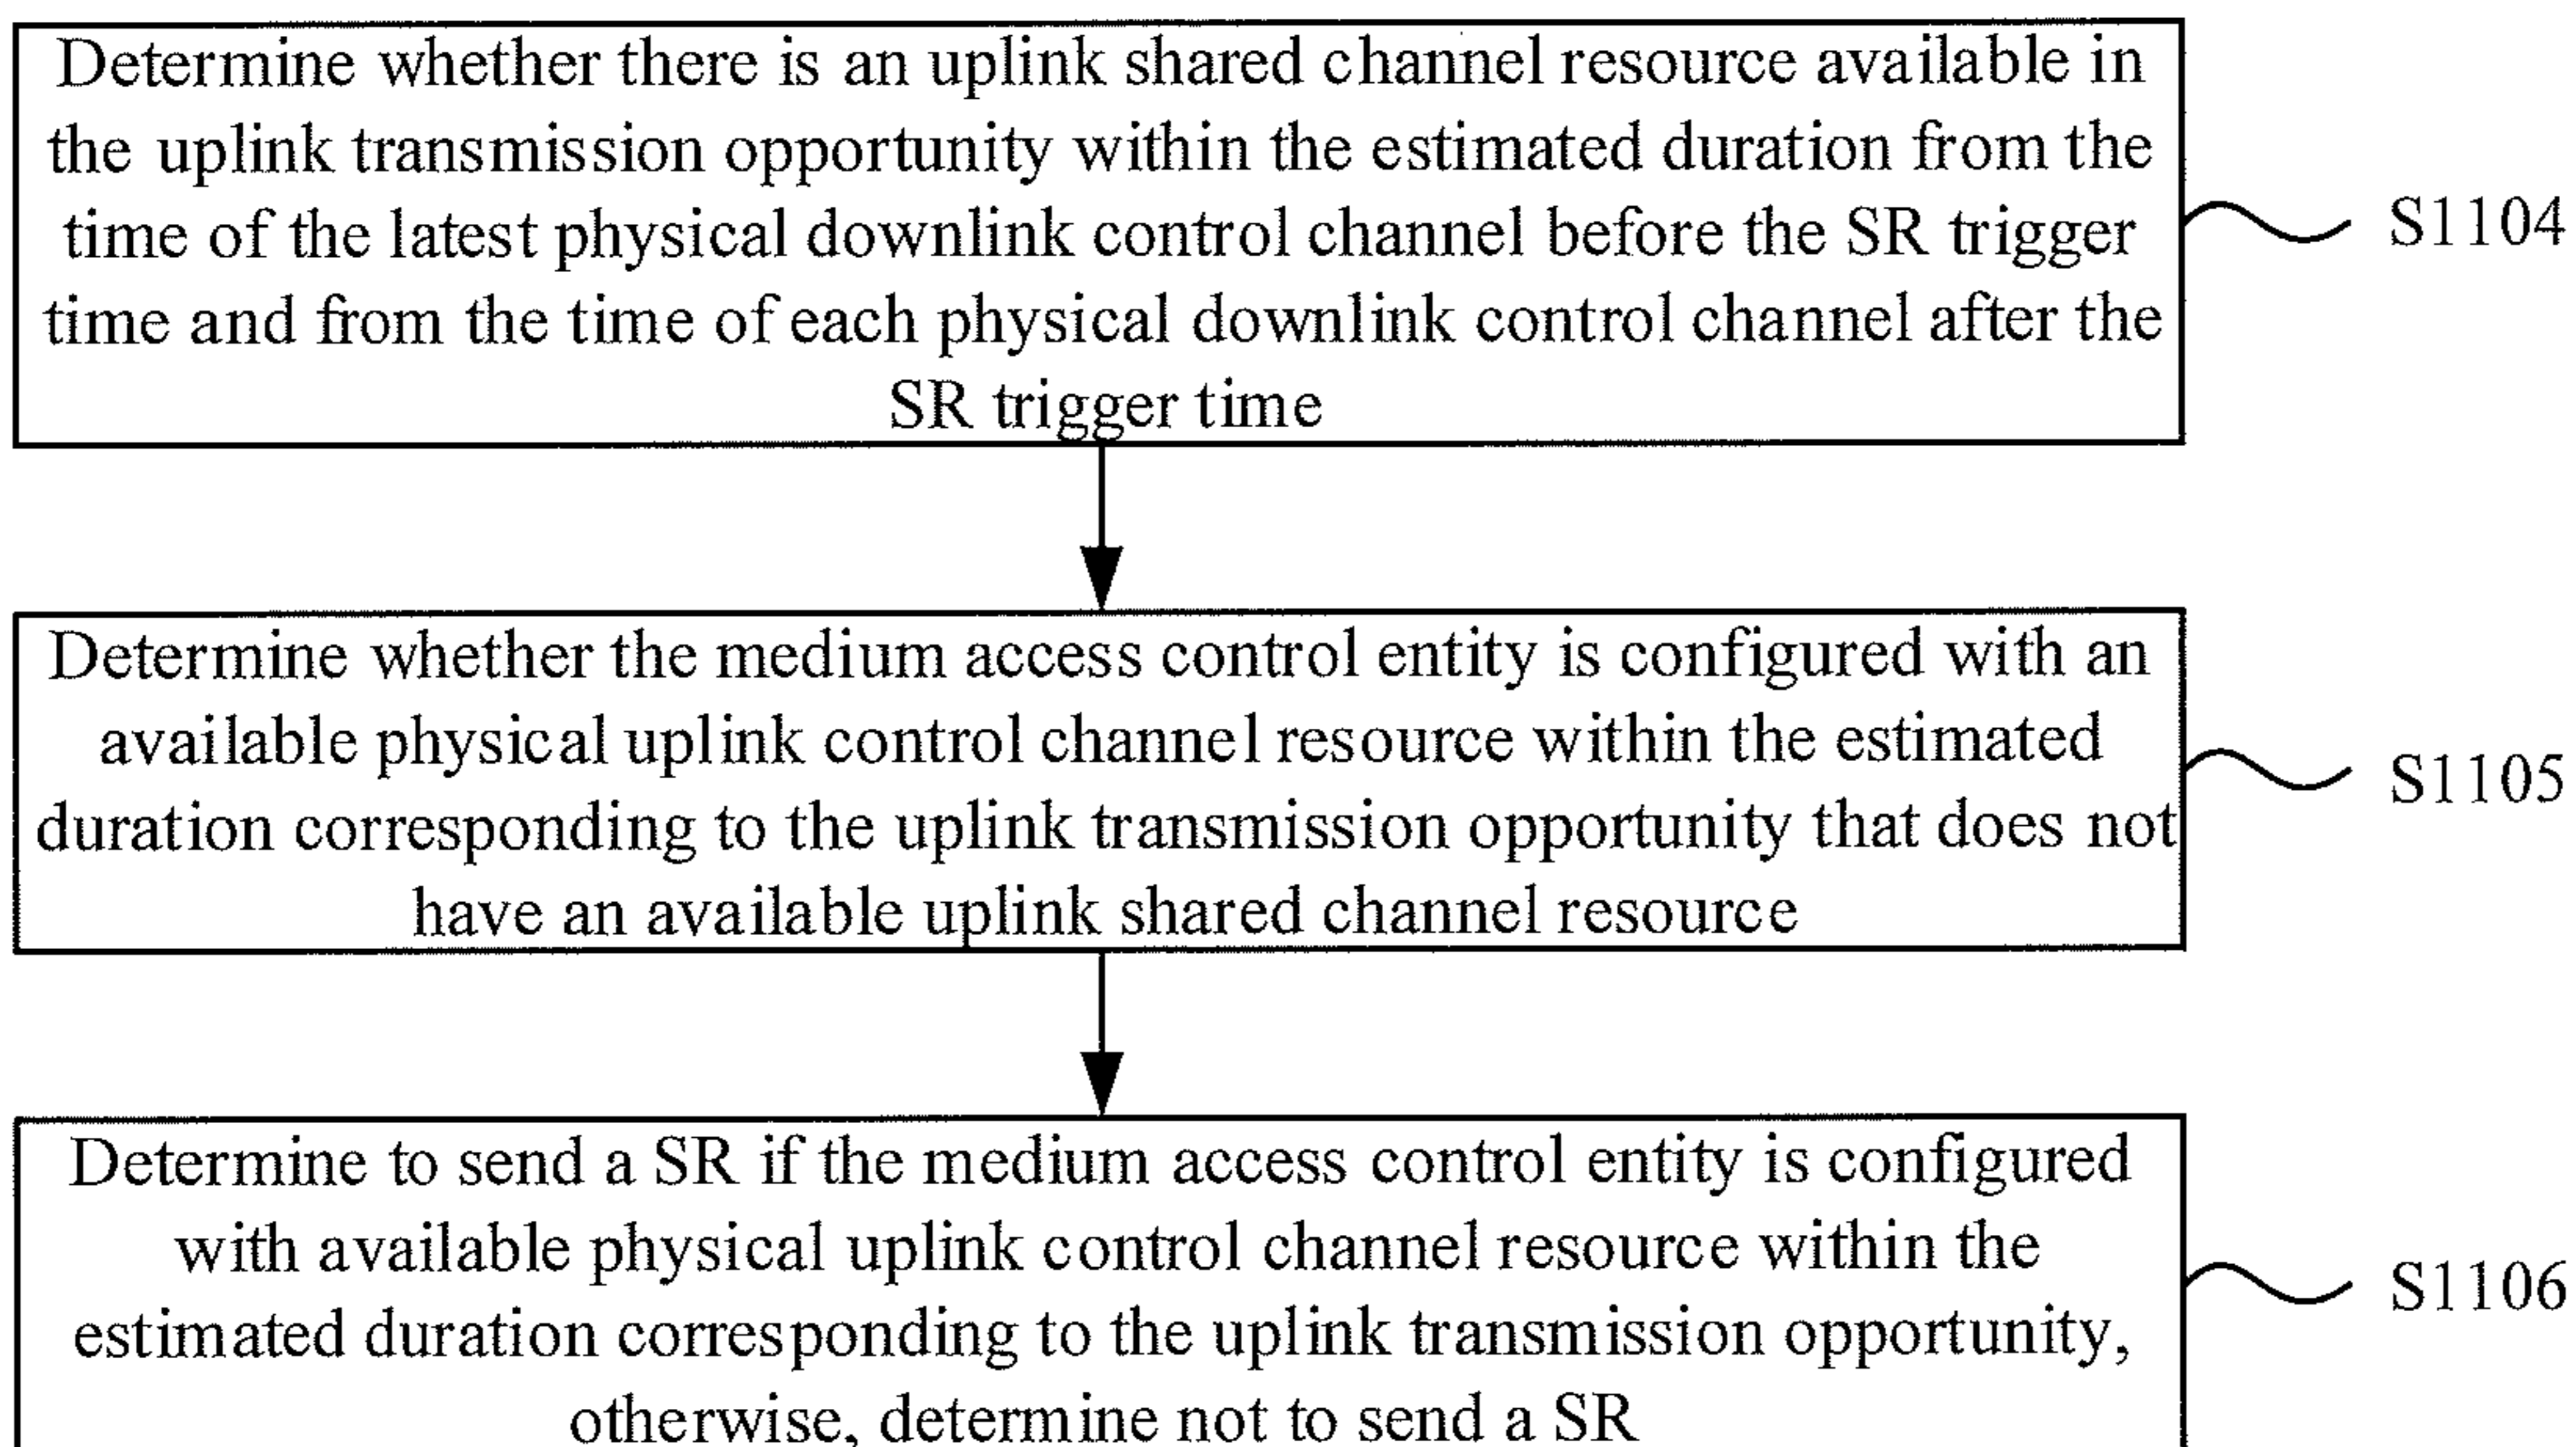 Determine whether there is an uplink shared channel resource available in
the uplink transmission opportunity within the estimated duration from the
time of the latest physical downlink control channel before the SR trigger
time and from the time of each physical downlink control channel after the
SR trigger time
S1104
Determine whether the medium access control entity is configured with an
available physical uplink control channel resource within the estimated
duration corresponding to the uplink transmission opportunity that does not
have an available uplink shared channel resource
S1105
Determine to send a SR if the medium access control entity is configured
with available physical uplink control channel resource within the
estimated duration corresponding to the uplink transmission opportunity,
otherwise, determine not to send a SR
S1106